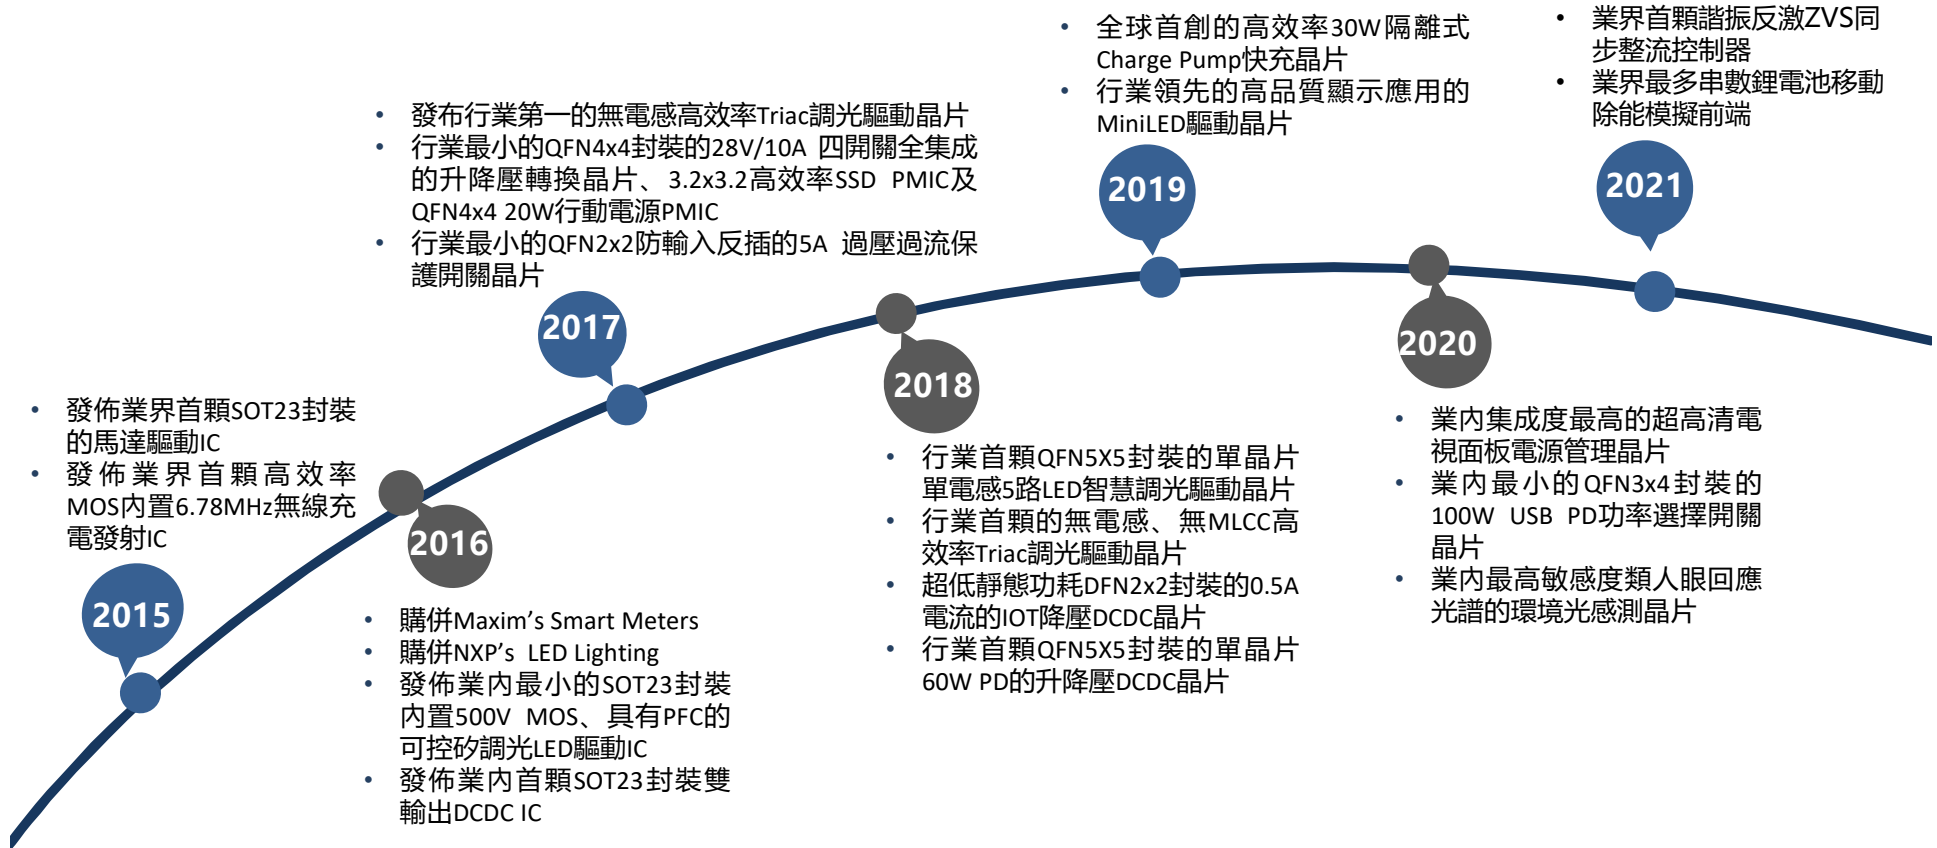 • 發佈業界首顆SOT23封裝
的馬達驅動IC
• 發佈業界首顆高效率
MOS內置6.78MHz無線充
電發射IC
2015
2016
• 購併Maxim’s Smart Meters
• 購併NXP’s LED Lighting
• 發佈業內最小的SOT23封裝
內置500V MOS、具有PFC的
可控矽調光LED驅動IC
• 發佈業內首顆SOT23封裝雙
輸出DCDC IC
• 發布行業第一的無電感高效率Triac調光驅動晶片
• 行業最小的QFN4x4封裝的28V/10A 四開關全集成
的升降壓轉換晶片、3.2x3.2高效率SSD PMIC及
QFN4x4 20W行動電源PMIC
• 行業最小的QFN2x2防輸入反插的5A 過壓過流保
護開關晶片
2017
2018
• 行業首顆QFN5X5封裝的單晶片
單電感5路LED智慧調光驅動晶片
• 行業首顆的無電感、無MLCC高
效率Triac調光驅動晶片
• 超低靜態功耗DFN2x2封裝的0.5A
電流的IOT降壓DCDC晶片
• 行業首顆QFN5X5封裝的單晶片
60W PD的升降壓DCDC晶片
• 全球首創的高效率30W隔離式
Charge Pump快充晶片
• 行業領先的高品質顯示應用的
MiniLED驅動晶片
2019
2020
• 業內集成度最高的超高清電
視面板電源管理晶片
• 業內最小的QFN3x4封裝的
100W USB PD功率選擇開關
晶片
• 業內最高敏感度類人眼回應
光譜的環境光感測晶片
• 業界首顆諧振反激ZVS同
步整流控制器
• 業界最多串數鋰電池移動
除能模擬前端
2021